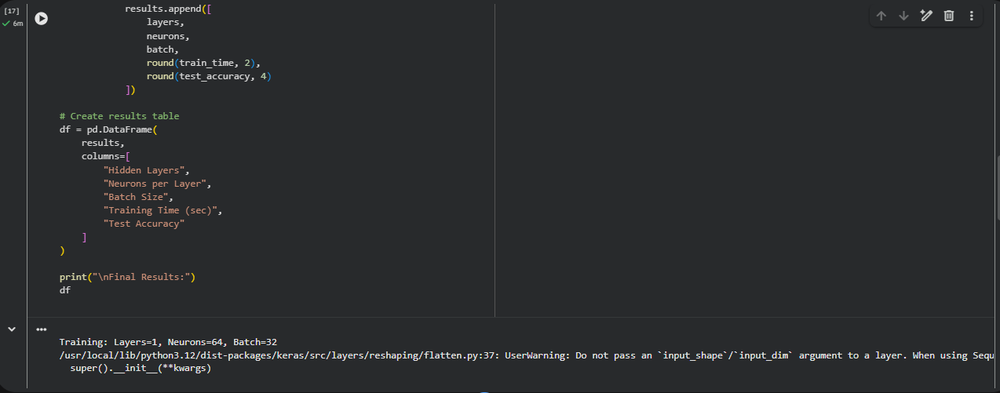 [17]
6m
results.append([
layers,
neurons,
batch,
round(train_time, 2),
round(test_accuracy, 4)
])
# Create results table
df = pd.DataFrame(
results,
columns=[
"Hidden Layers",
"Neurons per Layer",
"Batch Size",
"Training Time (sec)",
"Test Accuracy"
]
)
print("\nFinal Results:")
df
Training: Layers=1, Neurons=64, Batch=32
/usr/local/lib/python3.12/dist-packages/keras/src/layers/reshaping/flatten.py:37: UserWarning: Do not pass an `input_shape`/`input_dim` argument to a layer. When using Sequ
super().__init__(**kwargs)